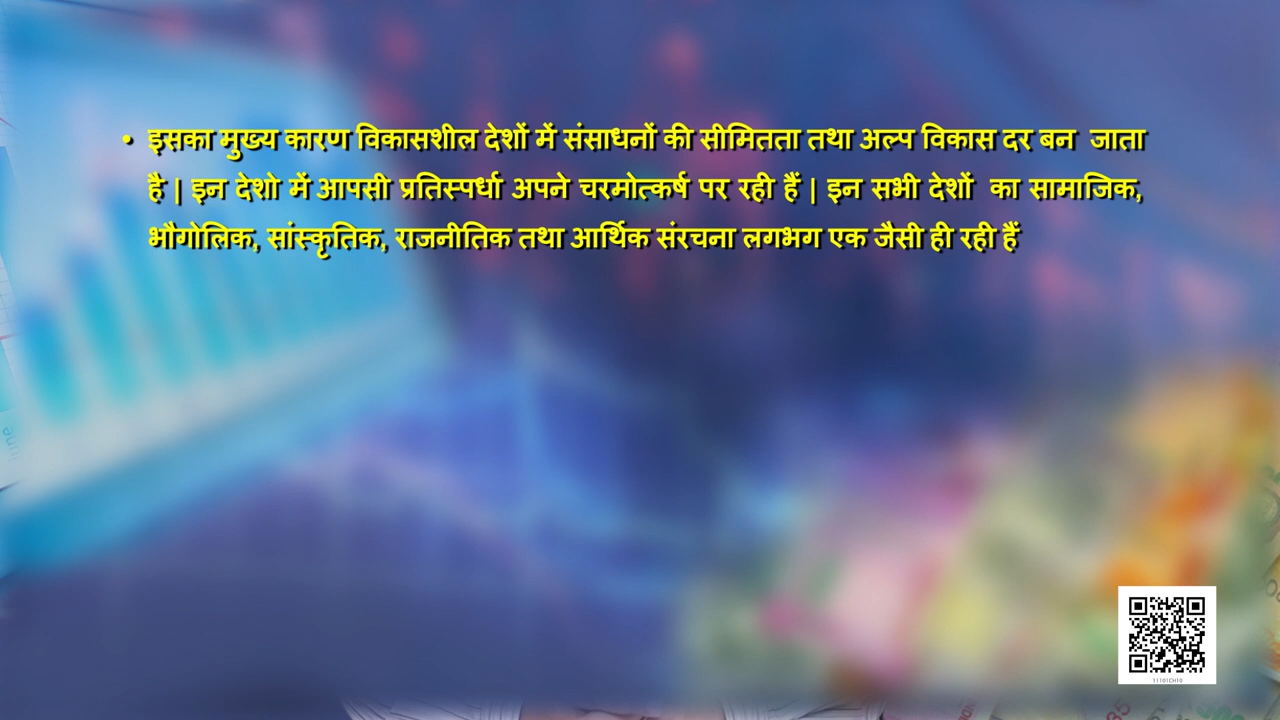 • इसका मुख्य कारण विकासशील देशों में संसाधनों की सीमितता तथा अल्प विकास दर बन जाता
है | इन देशो में आपसी प्रतिस्पर्धा अपने चरमोत्कर्ष पर रही हैं | इन सभी देशों का सामाजिक,
भौगोलिक, सांस्कृतिक, राजनीतिक तथा आर्थिक संरचना लगभग एक जैसी ही रही हैं
11101CH10